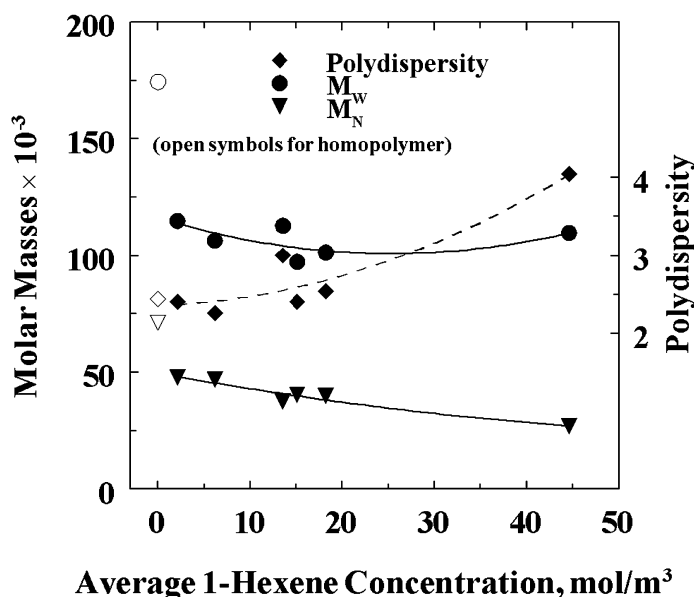 200
150
100
50
0
Molar Masses × 10⁻³
Polydispersity
M_W
M_N
(open symbols for homopolymer)
4
3
2
Polydispersity
0 10 20 30 40 50
Average 1-Hexene Concentration, mol/m³